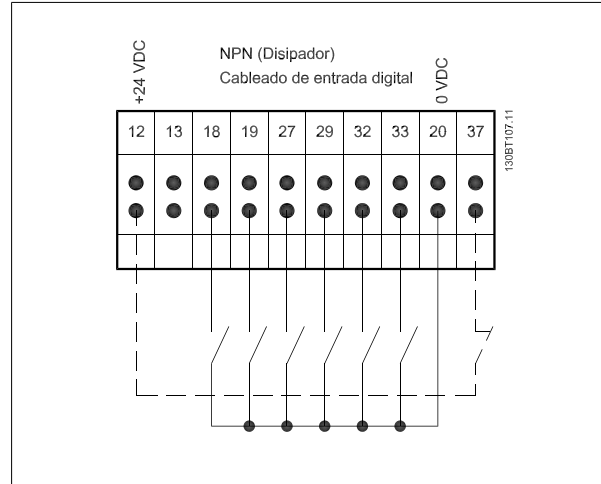 NPN (Disipador)
Cableado de entrada digital
+24 VDC
0 VDC
12 13 18 19 27 29 32 33 20 37
130BT107.11